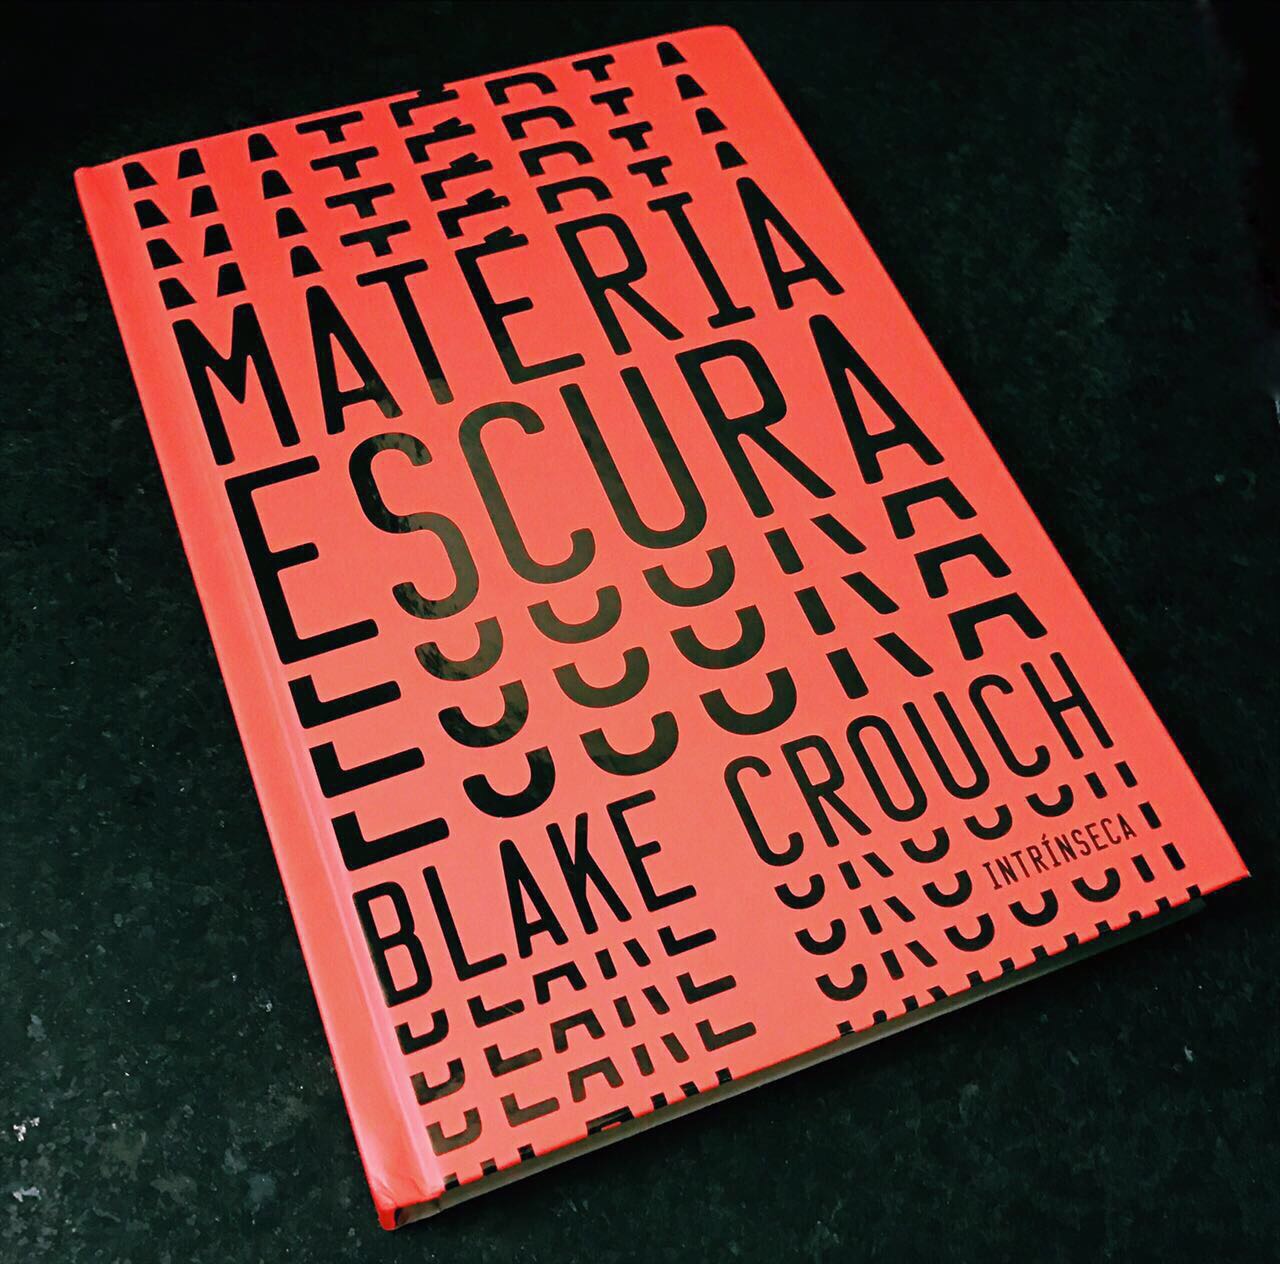 MATÉRIA
ESCURA
BLAKE CROUCH
INTRÍNSECA